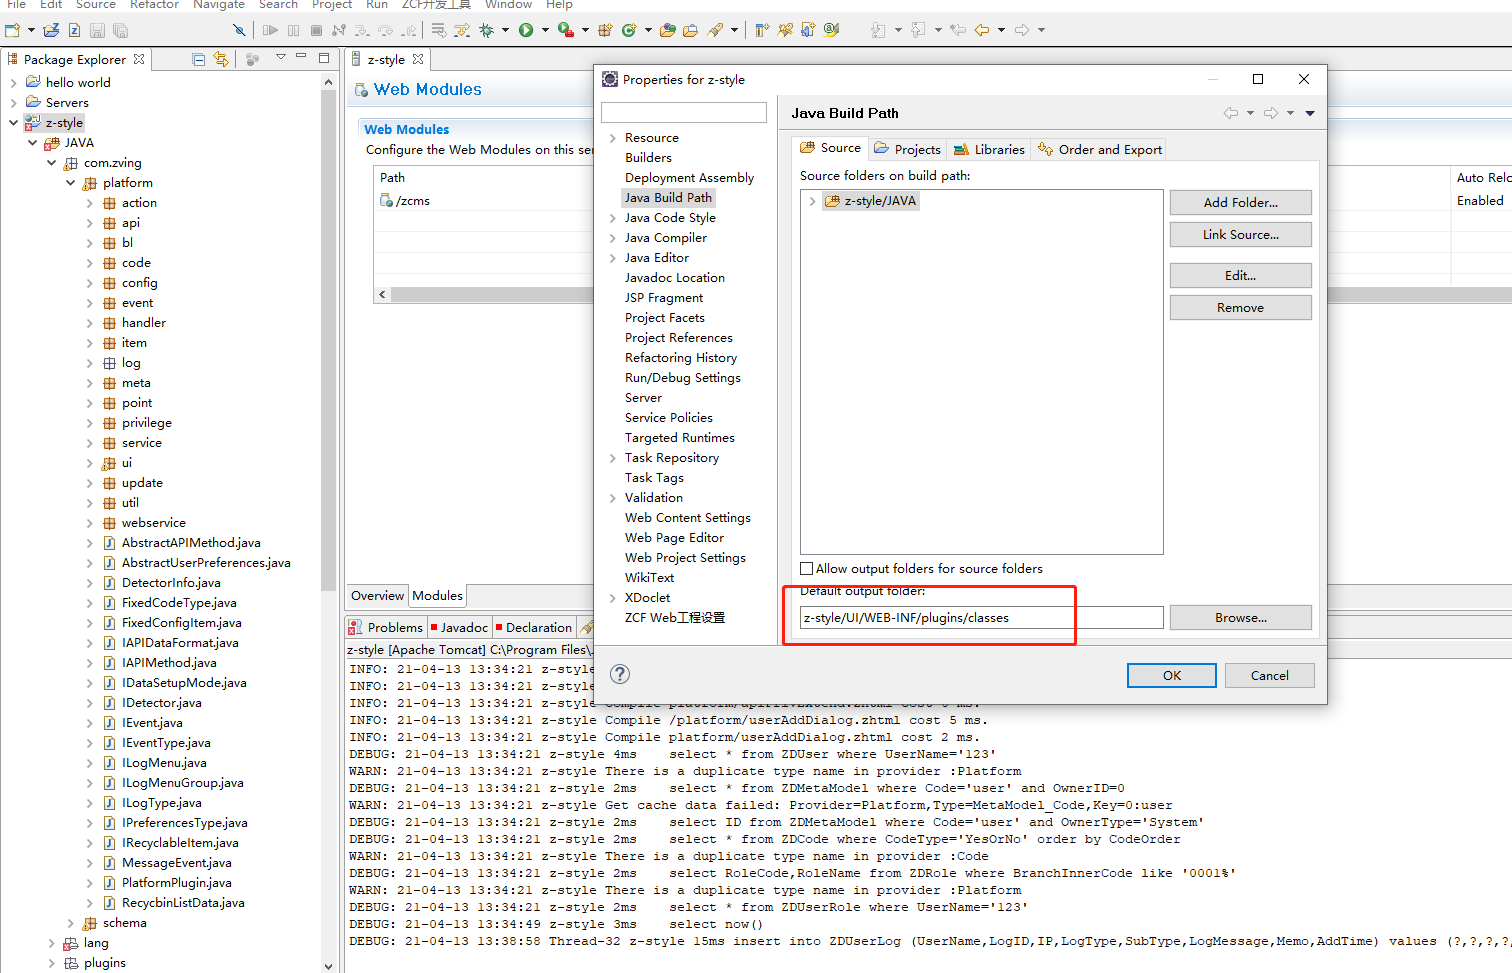 File Edit Source Refactor Navigate Search Project Run ZCF开发工具 Window Help
Package Explorer
hello world
Servers
z-style
JAVA
com.zving
platform
action
api
bl
code
config
event
handler
item
log
meta
point
privilege
service
ui
update
util
webservice
AbstractAPIMethod.java
AbstractUserPreferences.java
DetectorInfo.java
FixedCodeType.java
FixedConfigItem.java
IAPIDataFormat.java
IAPIMethod.java
IDataSetupMode.java
IDetector.java
IEvent.java
IEventType.java
ILogMenu.java
ILogMenuGroup.java
ILogType.java
IPreferencesType.java
IRecyclableItem.java
MessageEvent.java
PlatformPlugin.java
RecycbinListData.java
schema
lang
plugins
z-style
Web Modules
Web Modules
Configure the Web Modules on this ser
Path
/zcms
Auto Relo
Enabled
Overview Modules
Properties for z-style
Resource
Builders
Deployment Assembly
Java Build Path
Java Code Style
Java Compiler
Java Editor
Javadoc Location
JSP Fragment
Project Facets
Project References
Refactoring History
Run/Debug Settings
Server
Service Policies
Targeted Runtimes
Task Repository
Task Tags
Validation
Web Content Settings
Web Page Editor
Web Project Settings
WikiText
XDoclet
ZCF Web工程设置
Java Build Path
Source Projects Libraries Order and Export
Source folders on build path:
z-style/JAVA
Add Folder...
Link Source...
Edit...
Remove
Allow output folders for source folders
Default output folder:
z-style/UI/WEB-INF/plugins/classes
Browse...
OK Cancel
Problems Javadoc Declaration
z-style [Apache Tomcat] C:\Program Files\
INFO: 21-04-13 13:34:21 z-style
INFO: 21-04-13 13:34:21 z-style
INFO: 21-04-13 13:34:21 z-style Compile cost ms.
INFO: 21-04-13 13:34:21 z-style Compile /platform/userAddDialog.zhtml cost 5 ms.
INFO: 21-04-13 13:34:21 z-style Compile platform/userAddDialog.zhtml cost 2 ms.
DEBUG: 21-04-13 13:34:21 z-style 4ms select * from ZDUser where UserName='123'
WARN: 21-04-13 13:34:21 z-style There is a duplicate type name in provider :Platform
DEBUG: 21-04-13 13:34:21 z-style 2ms select * from ZDMetaModel where Code='user' and OwnerID=0
WARN: 21-04-13 13:34:21 z-style Get cache data failed: Provider=Platform,Type=MetaModel_Code,Key=0:user
DEBUG: 21-04-13 13:34:21 z-style 2ms select ID from ZDMetaModel where Code='user' and OwnerType='System'
DEBUG: 21-04-13 13:34:21 z-style 2ms select * from ZDCode where CodeType='YesOrNo' order by CodeOrder
WARN: 21-04-13 13:34:21 z-style There is a duplicate type name in provider :Code
DEBUG: 21-04-13 13:34:21 z-style 2ms select RoleCode,RoleName from ZDRole where BranchInnerCode like '0001%'
WARN: 21-04-13 13:34:21 z-style There is a duplicate type name in provider :Platform
DEBUG: 21-04-13 13:34:21 z-style 2ms select * from ZDUserRole where UserName='123'
DEBUG: 21-04-13 13:34:49 z-style 3ms select now()
DEBUG: 21-04-13 13:38:58 Thread-32 z-style 15ms insert into ZDUserLog (UserName,LogID,IP,LogType,SubType,LogMessage,Memo,AddTime) values (?,?,?,?,